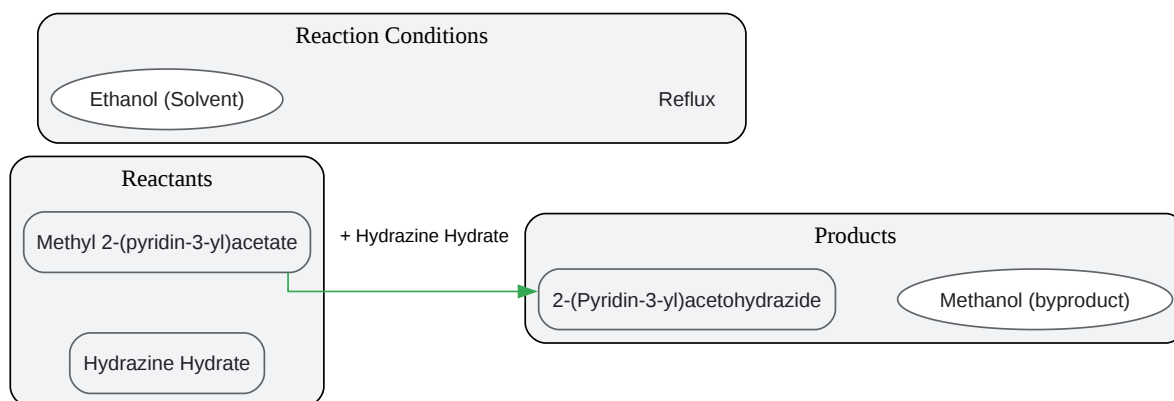 Reaction Conditions
Ethanol (Solvent)
Reflux
Reactants
Methyl 2-(pyridin-3-yl)acetate
+ Hydrazine Hydrate
Products
2-(Pyridin-3-yl)acetohydrazide
Methanol (byproduct)
Hydrazine Hydrate